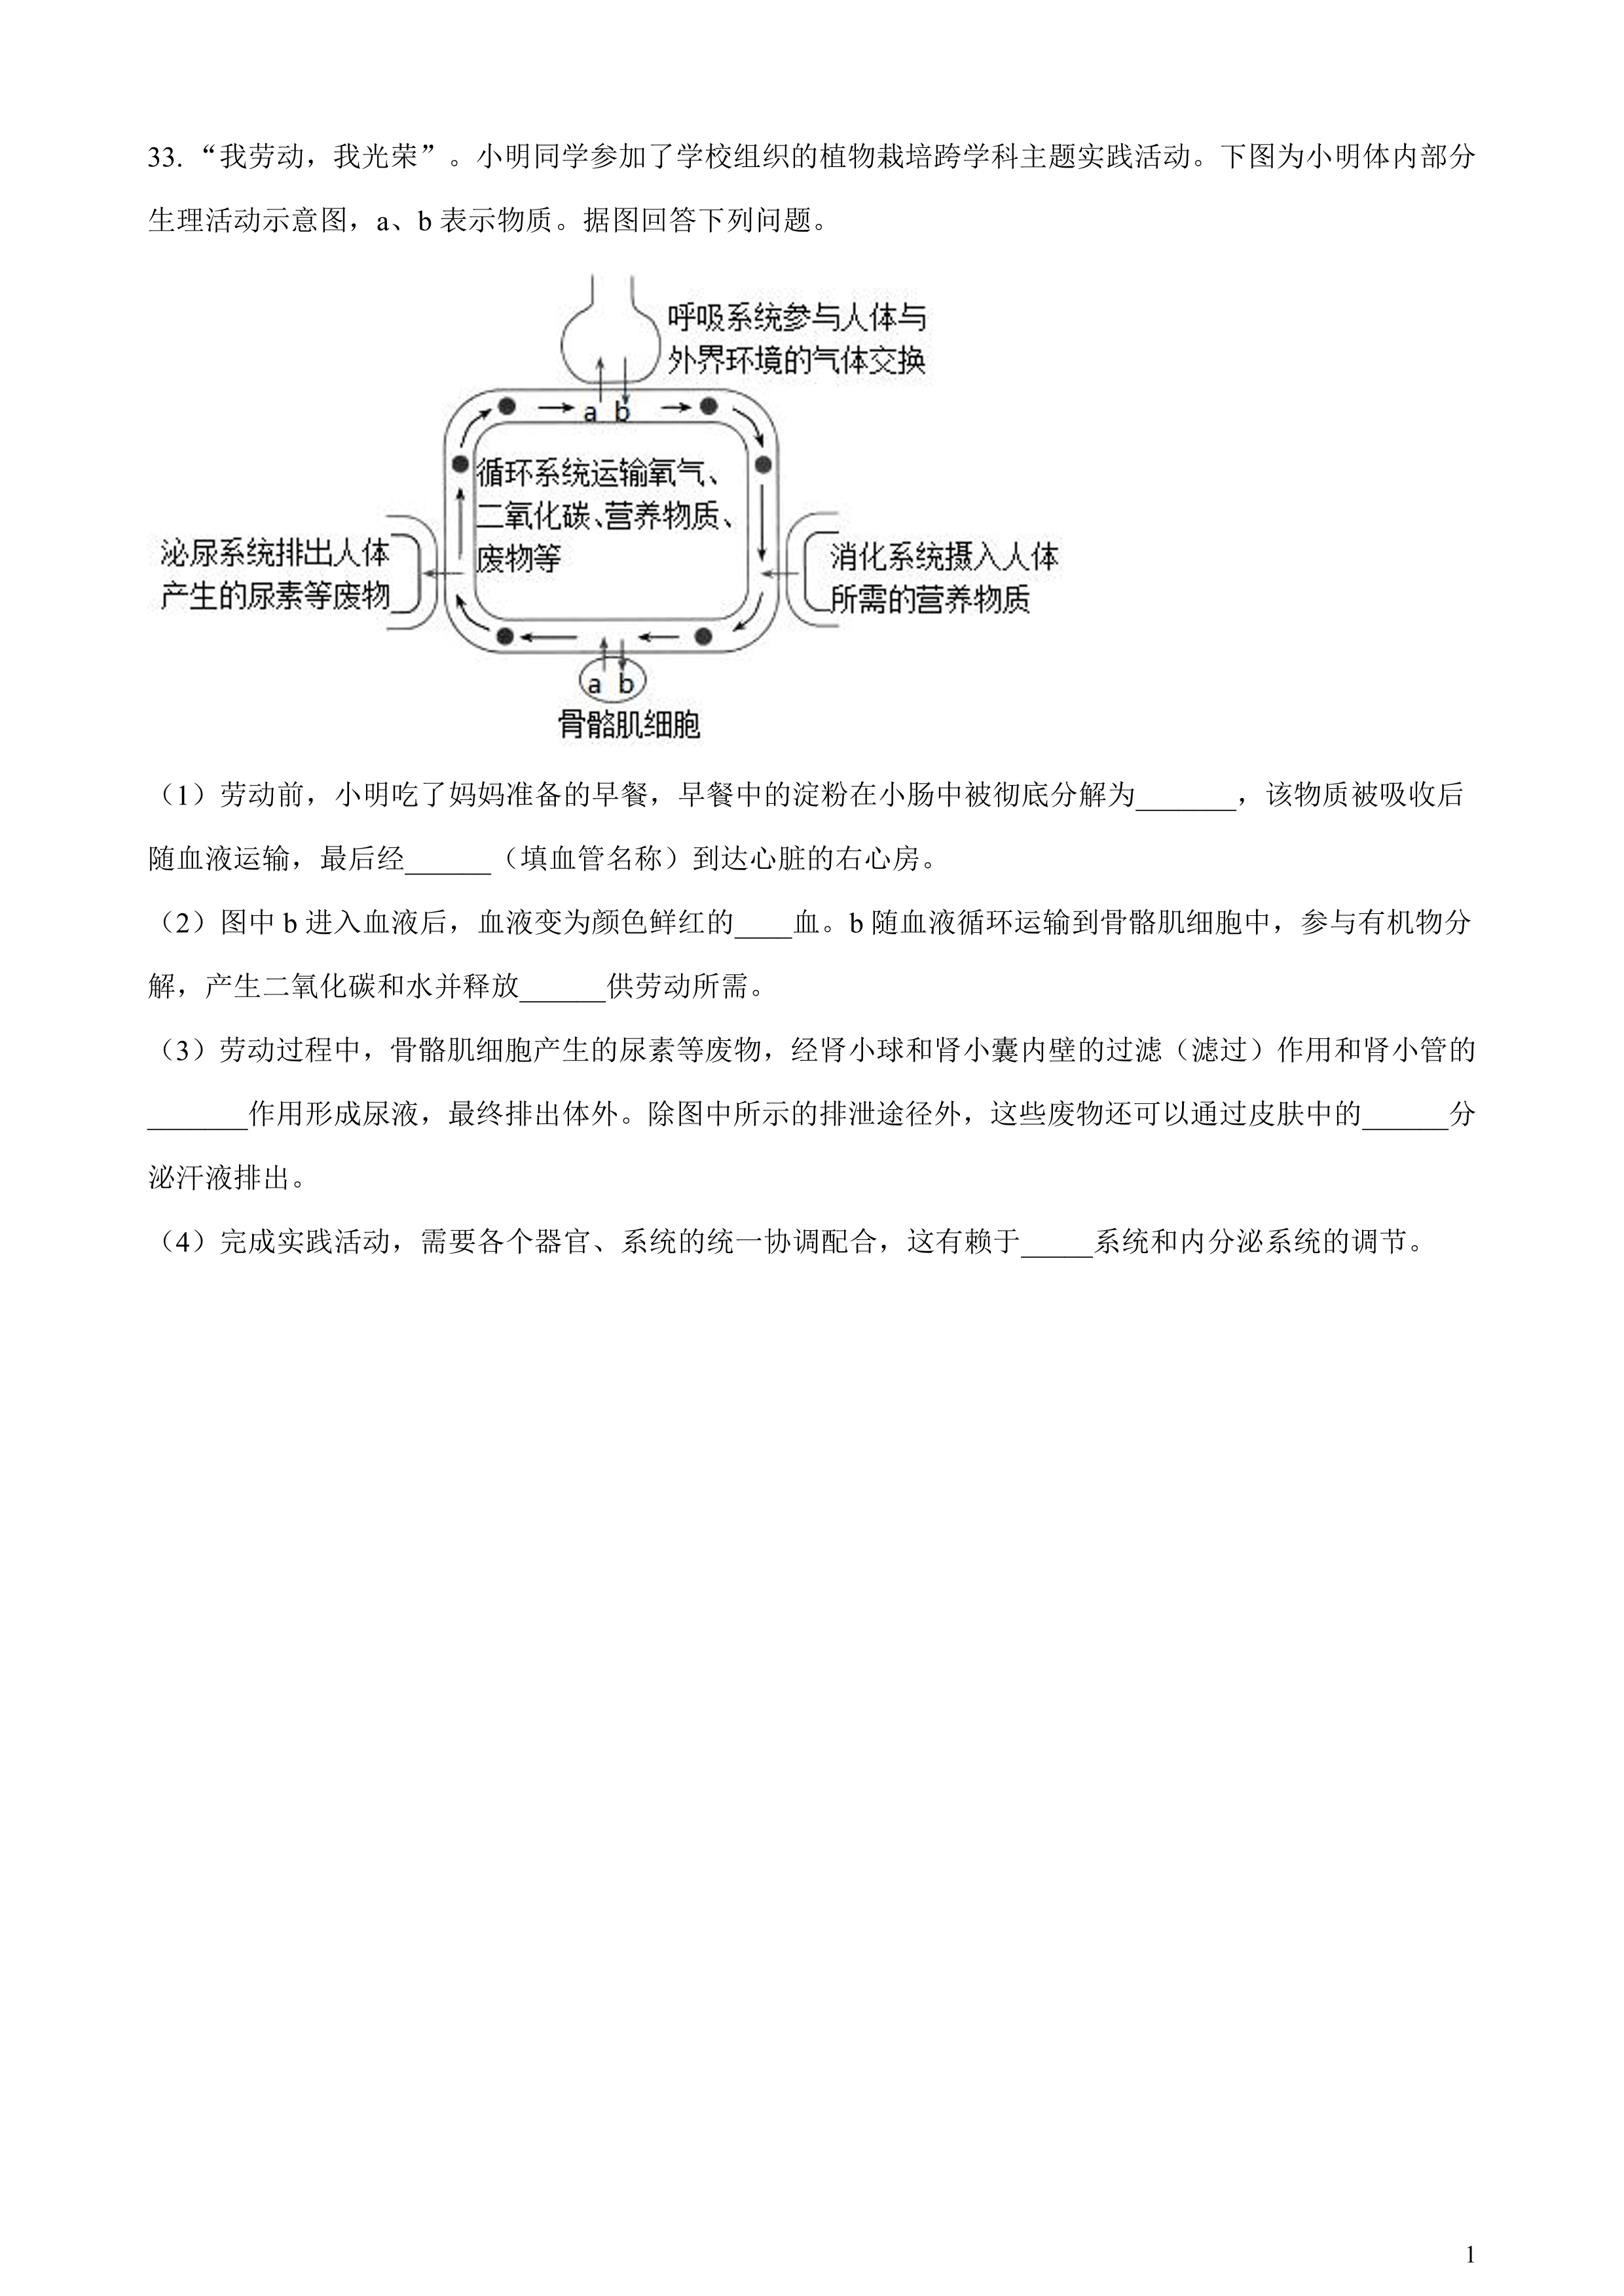 33. “我劳动，我光荣”。小明同学参加了学校组织的植物栽培跨学科主题实践活动。下图为小明体内部分
生理活动示意图，a、b 表示物质。据图回答下列问题。
呼吸系统参与人体与
外界环境的气体交换
a b
循环系统运输氧气、
二氧化碳、营养物质、
废物等
泌尿系统排出人体
产生的尿素等废物
消化系统摄入人体
所需的营养物质
a b
骨骼肌细胞
（1）劳动前，小明吃了妈妈准备的早餐，早餐中的淀粉在小肠中被彻底分解为_______，该物质被吸收后
随血液运输，最后经______（填血管名称）到达心脏的右心房。
（2）图中 b 进入血液后，血液变为颜色鲜红的____血。b 随血液循环运输到骨骼肌细胞中，参与有机物分
解，产生二氧化碳和水并释放______供劳动所需。
（3）劳动过程中，骨骼肌细胞产生的尿素等废物，经肾小球和肾小囊内壁的过滤（滤过）作用和肾小管的
_______作用形成尿液，最终排出体外。除图中所示的排泄途径外，这些废物还可以通过皮肤中的______分
泌汗液排出。
（4）完成实践活动，需要各个器官、系统的统一协调配合，这有赖于_____系统和内分泌系统的调节。
1